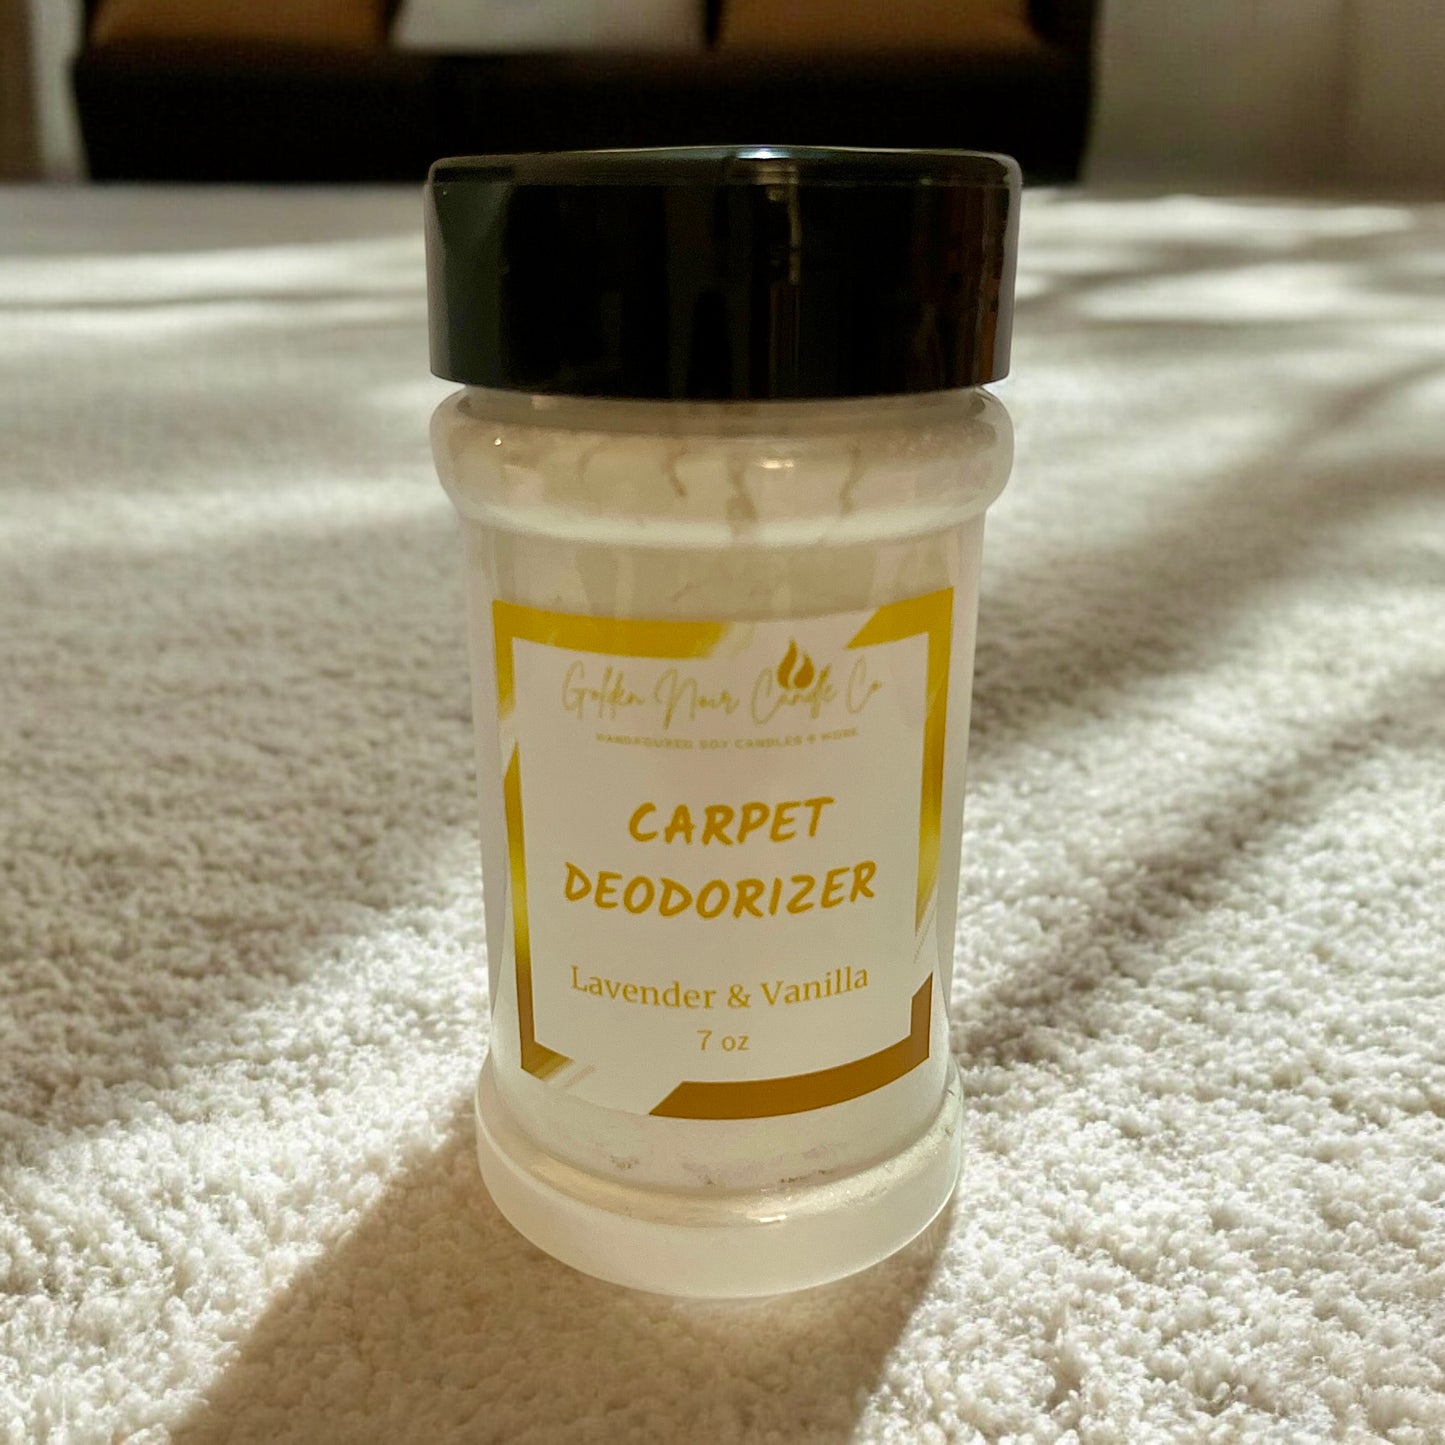 Golden Noir Candle Co
HANDPOURED SOY CANDLES & MORE
CARPET
DEODORIZER
Lavender & Vanilla
7 oz